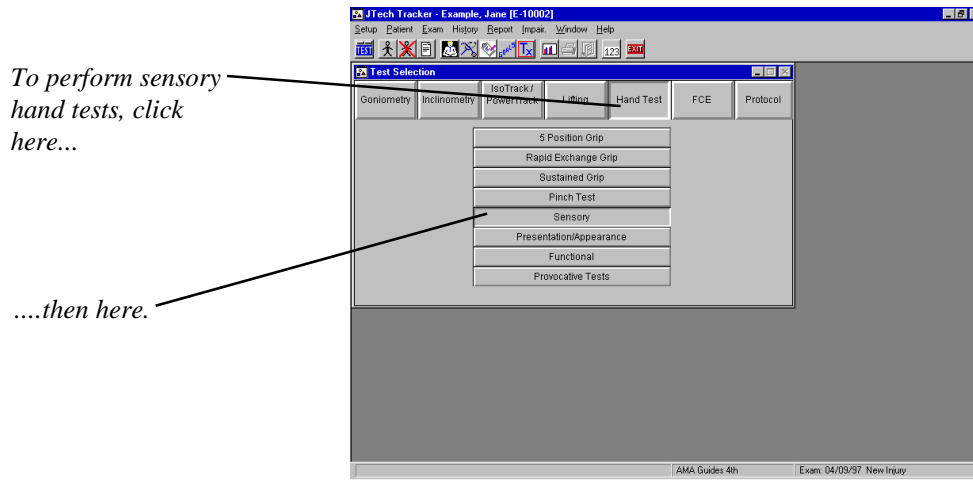 JTech Tracker - Example, Jane [E-10002]
Setup Patient Exam History Report Impair. Window Help
TEST GOALS Tx 123 EXIT
To perform sensory
hand tests, click
here...
Test Selection
Goniometry Inclinometry IsoTrack / PowerTrack Lifting Hand Test FCE Protocol
5 Position Grip
Rapid Exchange Grip
Sustained Grip
Pinch Test
Sensory
Presentation/Appearance
Functional
Provocative Tests
....then here.
AMA Guides 4th Exam: 04/09/97 New Injury